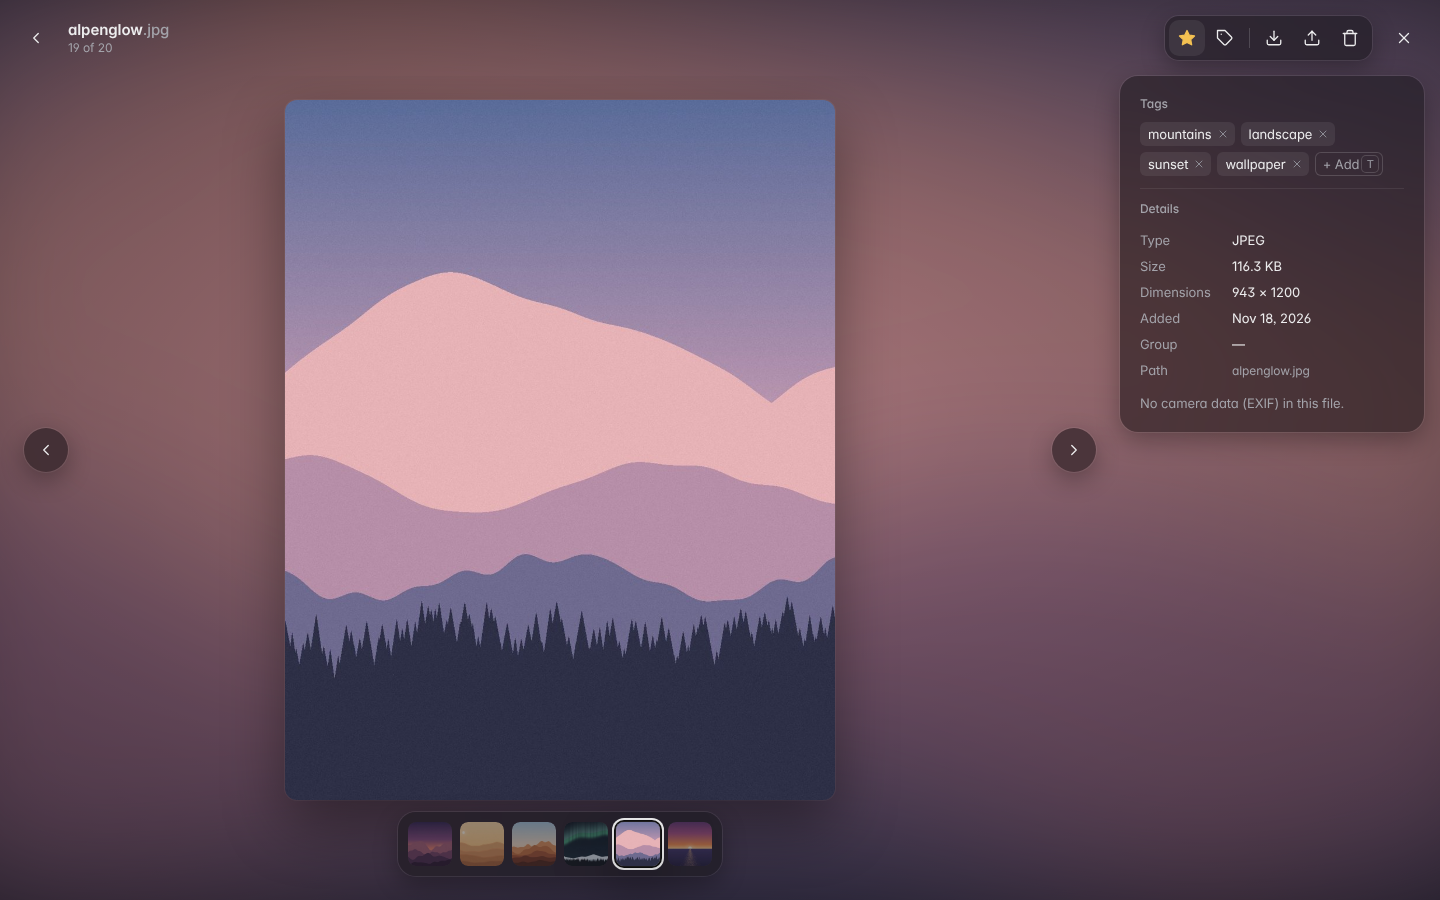 alpenglow.jpg
19 of 20
Tags
mountains
landscape
sunset
wallpaper
+ Add T
Details
Type JPEG
Size 116.3 KB
Dimensions 943 × 1200
Added Nov 18, 2026
Group —
Path alpenglow.jpg
No camera data (EXIF) in this file.